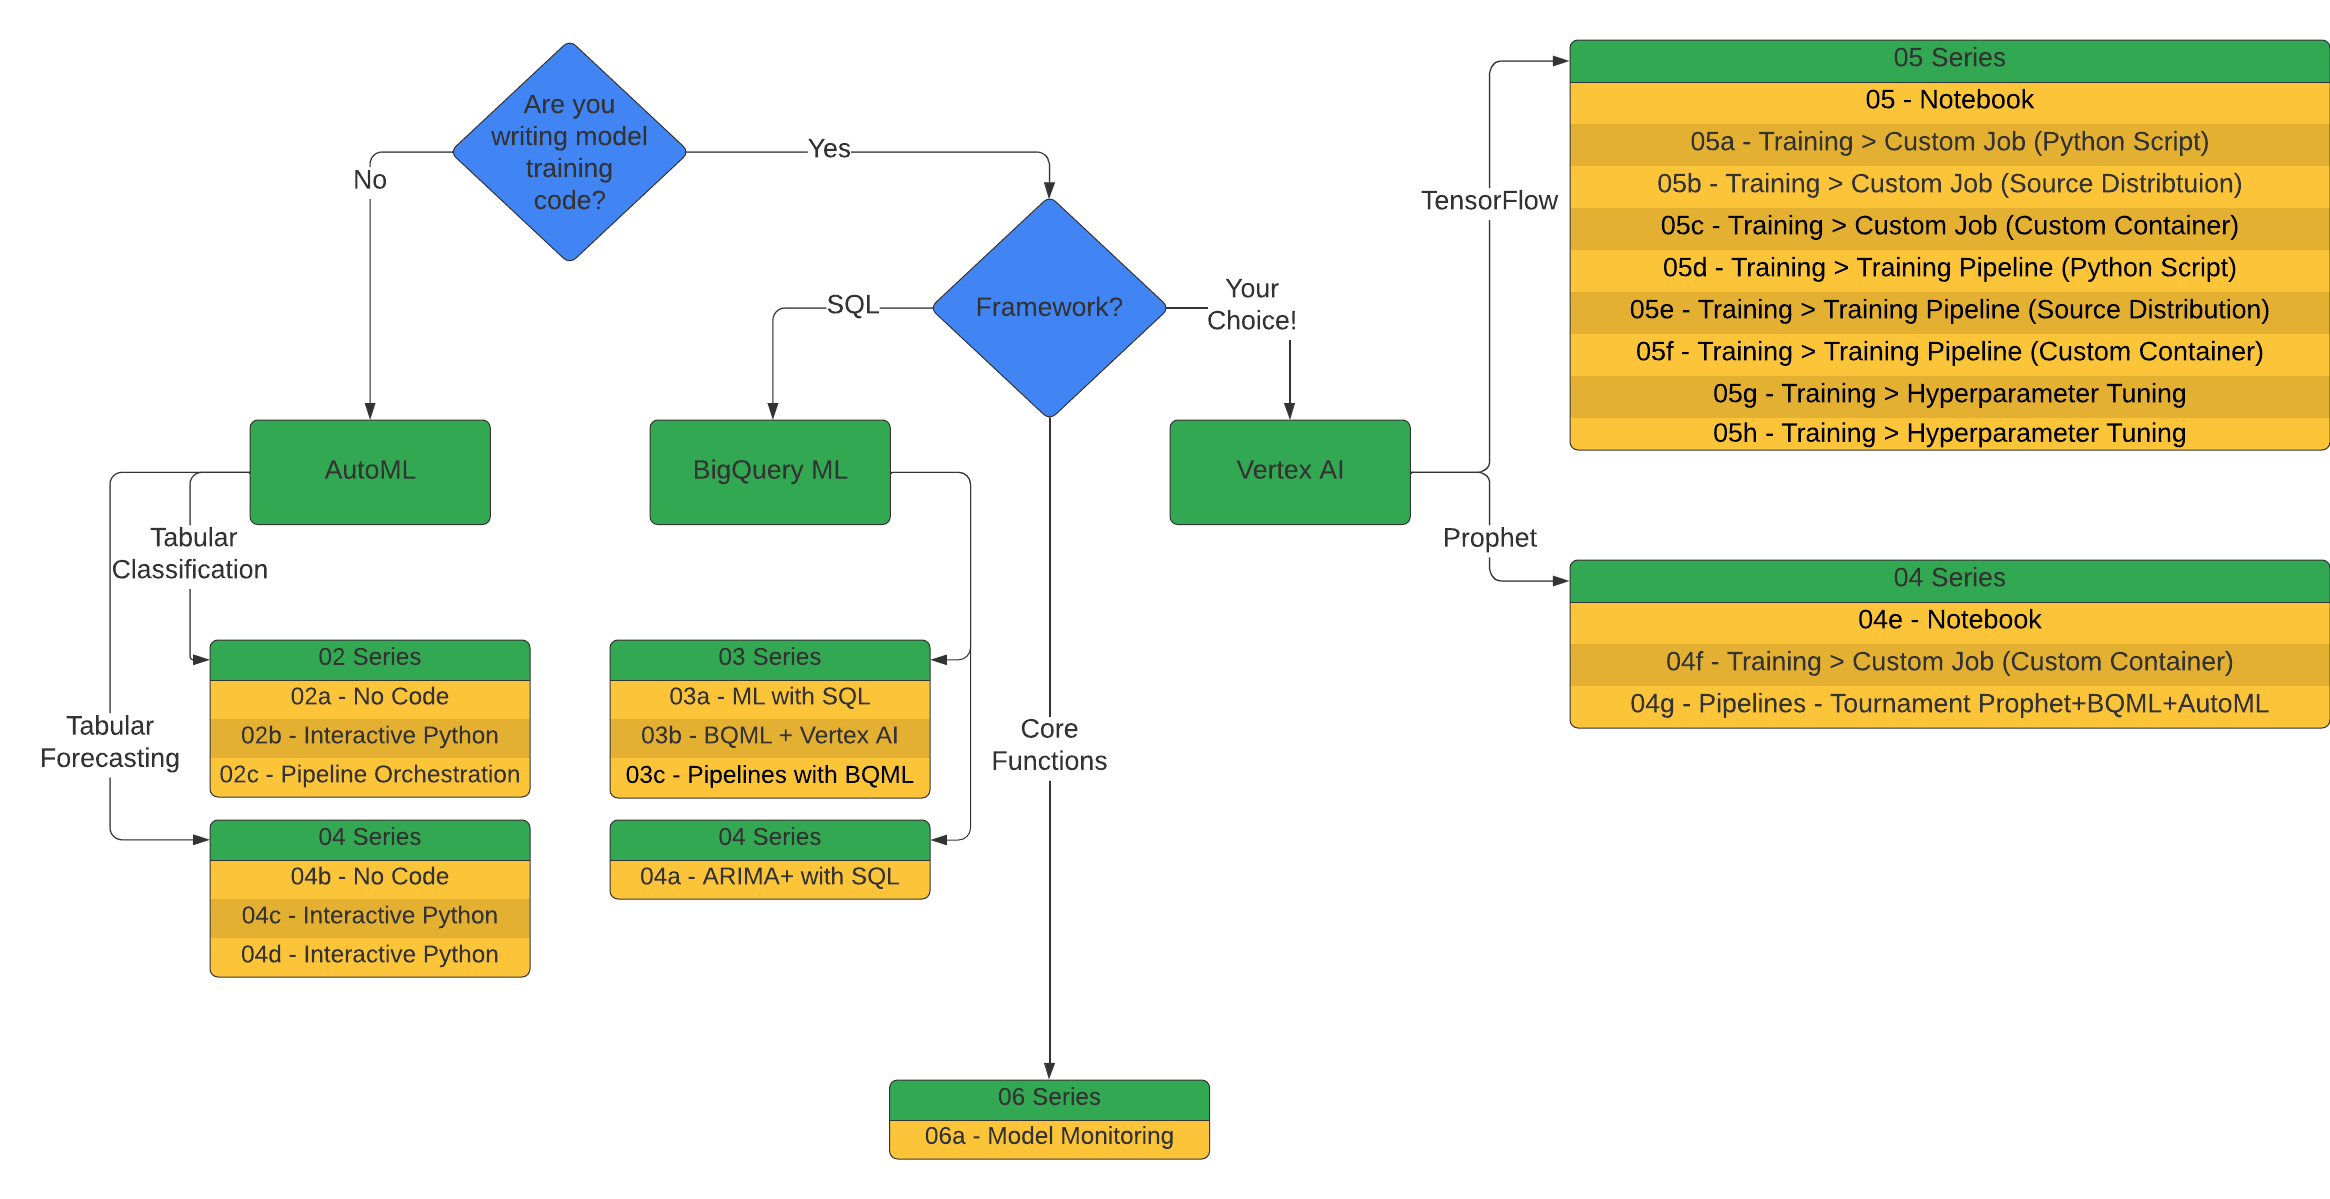 Are you
writing model
training
code?
No
Yes
Framework?
SQL
Your
Choice!
AutoML
BigQuery ML
Vertex AI
Tabular
Classification
Tabular
Forecasting
02 Series
02a - No Code
02b - Interactive Python
02c - Pipeline Orchestration
04 Series
04b - No Code
04c - Interactive Python
04d - Interactive Python
03 Series
03a - ML with SQL
03b - BQML + Vertex AI
03c - Pipelines with BQML
04 Series
04a - ARIMA+ with SQL
Core
Functions
06 Series
06a - Model Monitoring
TensorFlow
05 Series
05 - Notebook
05a - Training > Custom Job (Python Script)
05b - Training > Custom Job (Source Distribtuion)
05c - Training > Custom Job (Custom Container)
05d - Training > Training Pipeline (Python Script)
05e - Training > Training Pipeline (Source Distribution)
05f - Training > Training Pipeline (Custom Container)
05g - Training > Hyperparameter Tuning
05h - Training > Hyperparameter Tuning
Prophet
04 Series
04e - Notebook
04f - Training > Custom Job (Custom Container)
04g - Pipelines - Tournament Prophet+BQML+AutoML